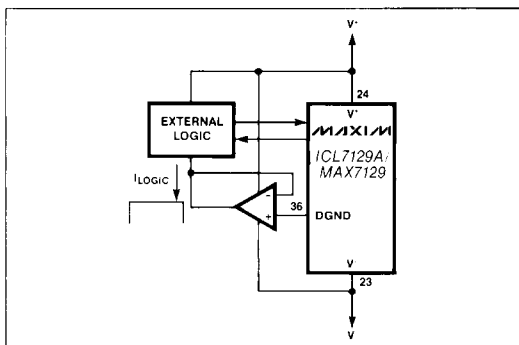 V+
24
V+
EXTERNAL
LOGIC
MAXIM
ICL7129A/
MAX7129
ILOGIC
-
+
36
DGND
V-
23
V-